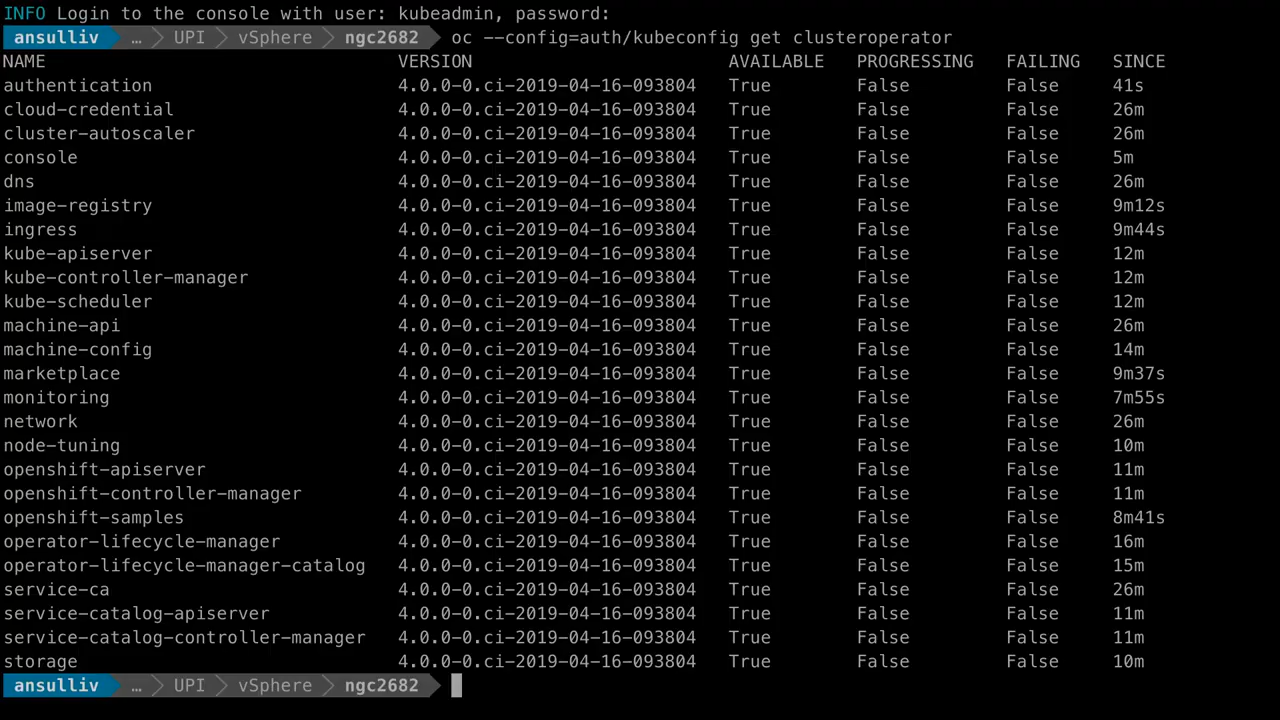 INFO Login to the console with user: kubeadmin, password:
ansulliv … UPI vSphere ngc2682 oc --config=auth/kubeconfig get clusteroperator
NAME VERSION AVAILABLE PROGRESSING FAILING SINCE
authentication 4.0.0-0.ci-2019-04-16-093804 True False False 41s
cloud-credential 4.0.0-0.ci-2019-04-16-093804 True False False 26m
cluster-autoscaler 4.0.0-0.ci-2019-04-16-093804 True False False 26m
console 4.0.0-0.ci-2019-04-16-093804 True False False 5m
dns 4.0.0-0.ci-2019-04-16-093804 True False False 26m
image-registry 4.0.0-0.ci-2019-04-16-093804 True False False 9m12s
ingress 4.0.0-0.ci-2019-04-16-093804 True False False 9m44s
kube-apiserver 4.0.0-0.ci-2019-04-16-093804 True False False 12m
kube-controller-manager 4.0.0-0.ci-2019-04-16-093804 True False False 12m
kube-scheduler 4.0.0-0.ci-2019-04-16-093804 True False False 12m
machine-api 4.0.0-0.ci-2019-04-16-093804 True False False 26m
machine-config 4.0.0-0.ci-2019-04-16-093804 True False False 14m
marketplace 4.0.0-0.ci-2019-04-16-093804 True False False 9m37s
monitoring 4.0.0-0.ci-2019-04-16-093804 True False False 7m55s
network 4.0.0-0.ci-2019-04-16-093804 True False False 26m
node-tuning 4.0.0-0.ci-2019-04-16-093804 True False False 10m
openshift-apiserver 4.0.0-0.ci-2019-04-16-093804 True False False 11m
openshift-controller-manager 4.0.0-0.ci-2019-04-16-093804 True False False 11m
openshift-samples 4.0.0-0.ci-2019-04-16-093804 True False False 8m41s
operator-lifecycle-manager 4.0.0-0.ci-2019-04-16-093804 True False False 16m
operator-lifecycle-manager-catalog 4.0.0-0.ci-2019-04-16-093804 True False False 15m
service-ca 4.0.0-0.ci-2019-04-16-093804 True False False 26m
service-catalog-apiserver 4.0.0-0.ci-2019-04-16-093804 True False False 11m
service-catalog-controller-manager 4.0.0-0.ci-2019-04-16-093804 True False False 11m
storage 4.0.0-0.ci-2019-04-16-093804 True False False 10m
ansulliv … UPI vSphere ngc2682